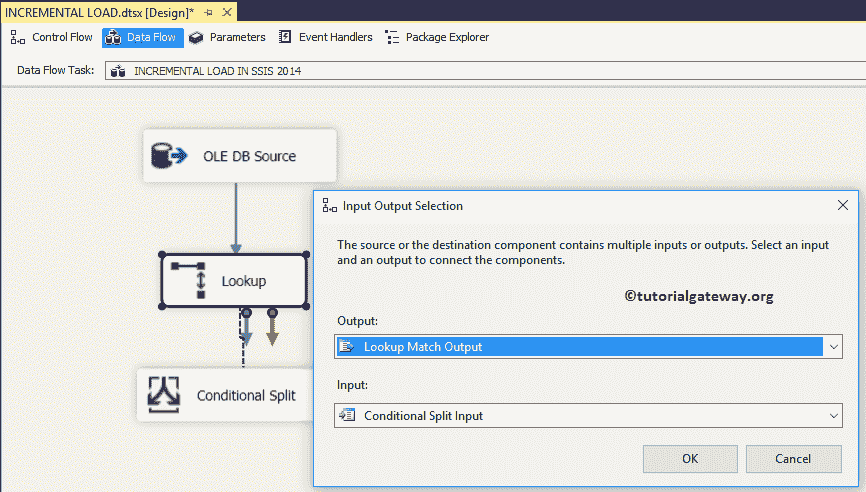 INCREMENTAL LOAD.dtsx [Design]*
Control Flow
Data Flow
Parameters
Event Handlers
Package Explorer
Data Flow Task:
INCREMENTAL LOAD IN SSIS 2014
OLE DB Source
Lookup
Conditional Split
Input Output Selection
The source or the destination component contains multiple inputs or outputs. Select an input
and an output to connect the components.
©tutorialgateway.org
Output:
Lookup Match Output
Input:
Conditional Split Input
OK
Cancel